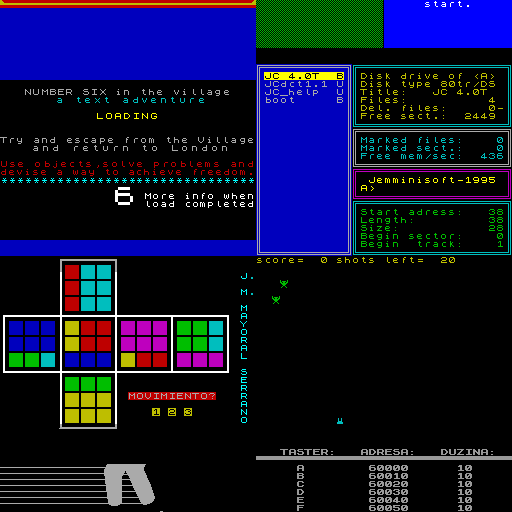 start.
NUMBER SIX in the village
a text adventure
LOADING
Try and escape from the Village
and return to London
Use objects,solve problems and
devise a way to achieve freedom.
********************************
6 More info when
load completed
JC 4.0T B
JCdct1.1 U
JC_help U
boot B
Disk drive of <A>
Disk type 80tr/DS
Title: JC 4.0T
Files: 4
Del. files: 0-
Free sect.: 2449
Marked files: 0
Marked sect.: 0
Free mem/sec: 436
Jemminisoft-1995
A>
Start adress: 38
Length: 38
Size: 28
Begin sector: 0
Begin track: 1
J. M. MAYORAL SERRANO
MOVIMIENTO?
1 2 3
score= 0 shots left= 20
TASTER: ADRESA: DUZINA:
A 60000 10
B 60010 10
C 60020 10
D 60030 10
E 60040 10
F 60050 10